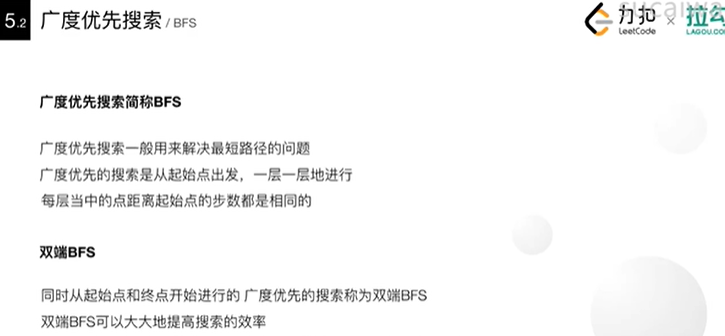 5.2 广度优先搜索 / BFS
力扣 LeetCode × 拉勾 LAGOU.CO
sucaiwa
广度优先搜索简称BFS
广度优先搜索一般用来解决最短路径的问题
广度优先的搜索是从起始点出发，一层一层地进行
每层当中的点距离起始点的步数都是相同的
双端BFS
同时从起始点和终点开始进行的 广度优先的搜索称为双端BFS
双端BFS可以大大地提高搜索的效率